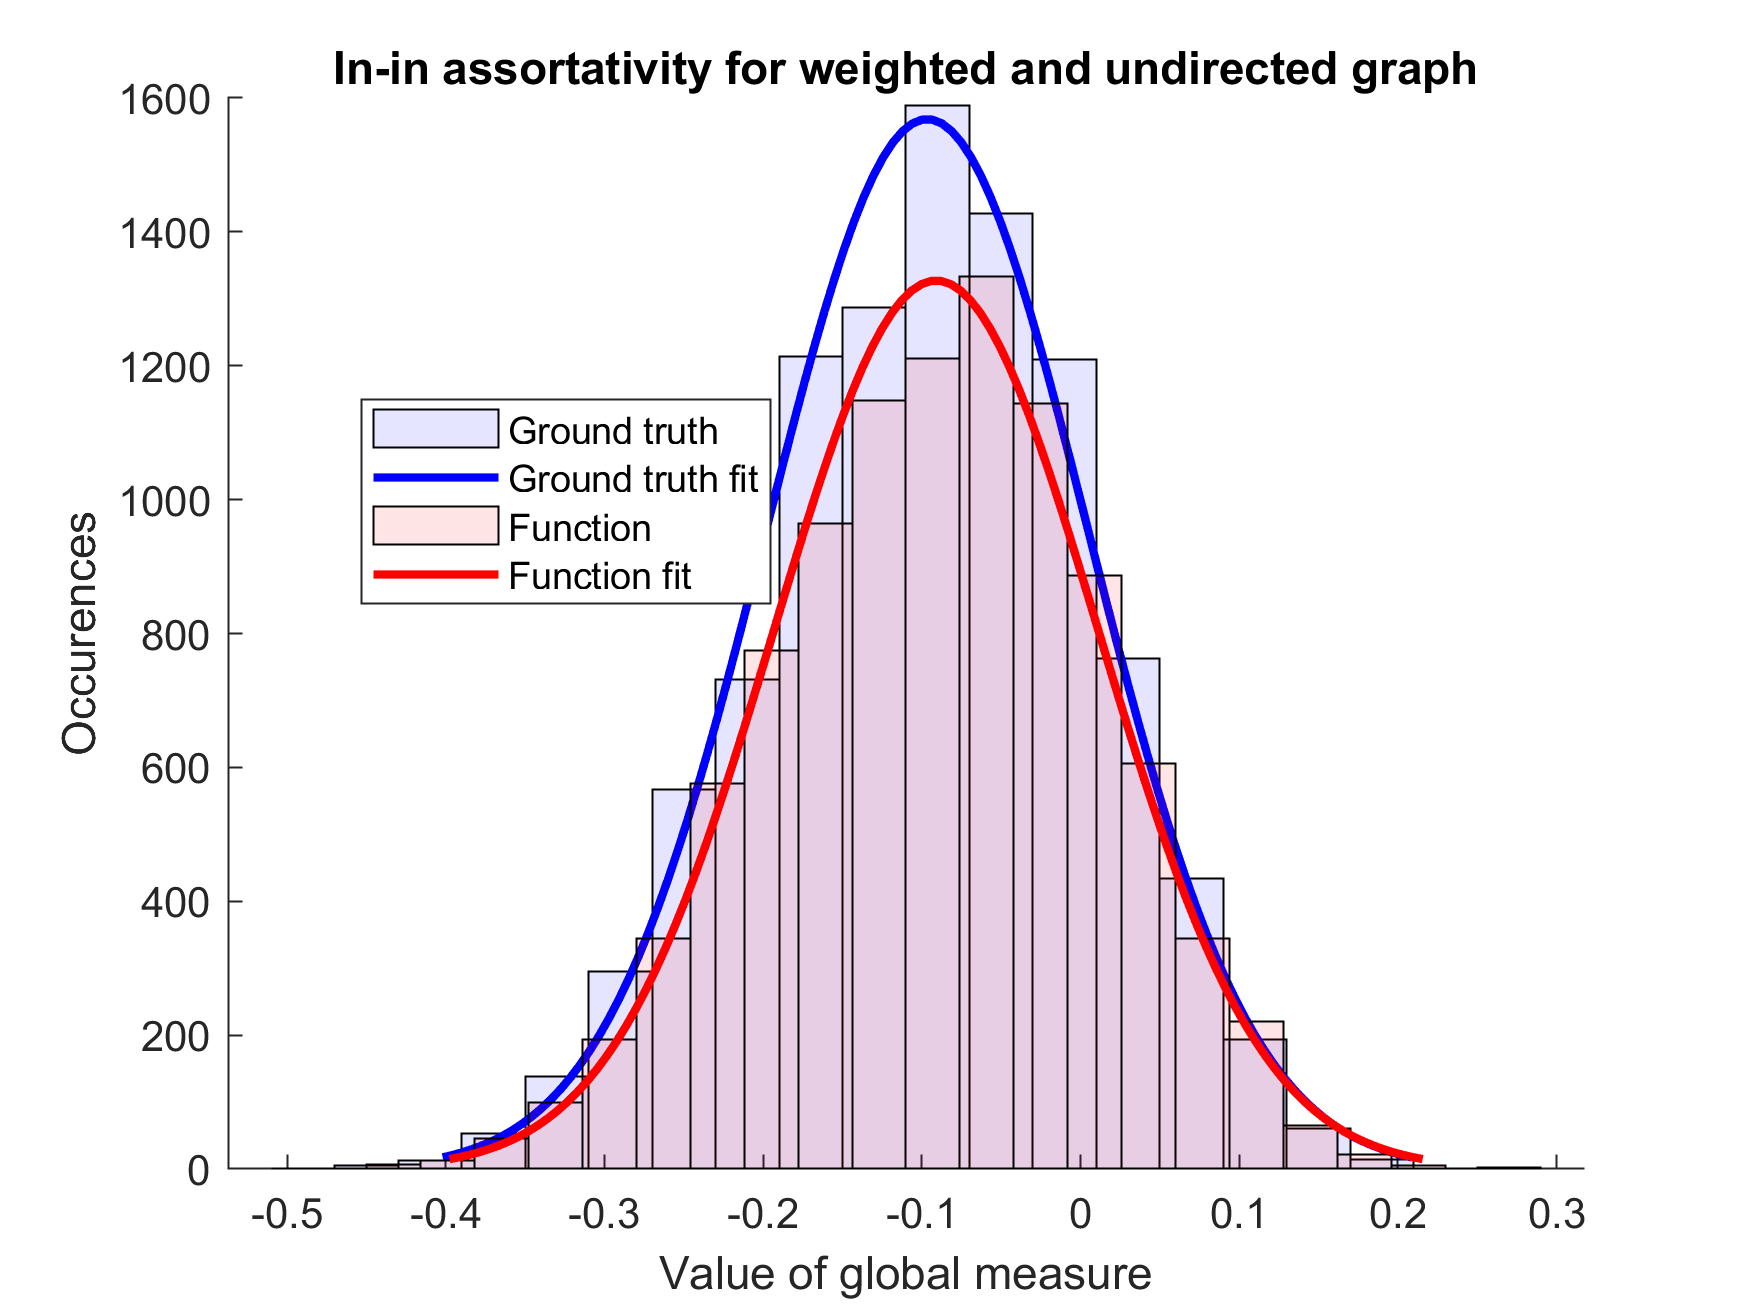 In-in assortativity for weighted and undirected graph
1600
1400
1200
1000
800
600
400
200
0
Occurences
Ground truth
Ground truth fit
Function
Function fit
-0.5 -0.4 -0.3 -0.2 -0.1 0 0.1 0.2 0.3
Value of global measure